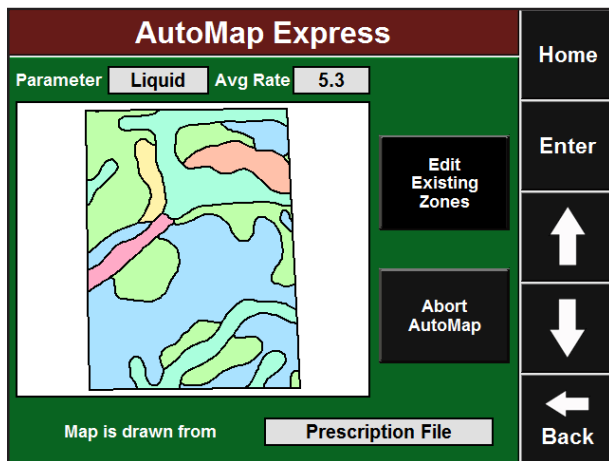 AutoMap Express
Parameter Liquid Avg Rate 5.3
Edit
Existing
Zones
Abort
AutoMap
Map is drawn from Prescription File
Home
Enter
Back